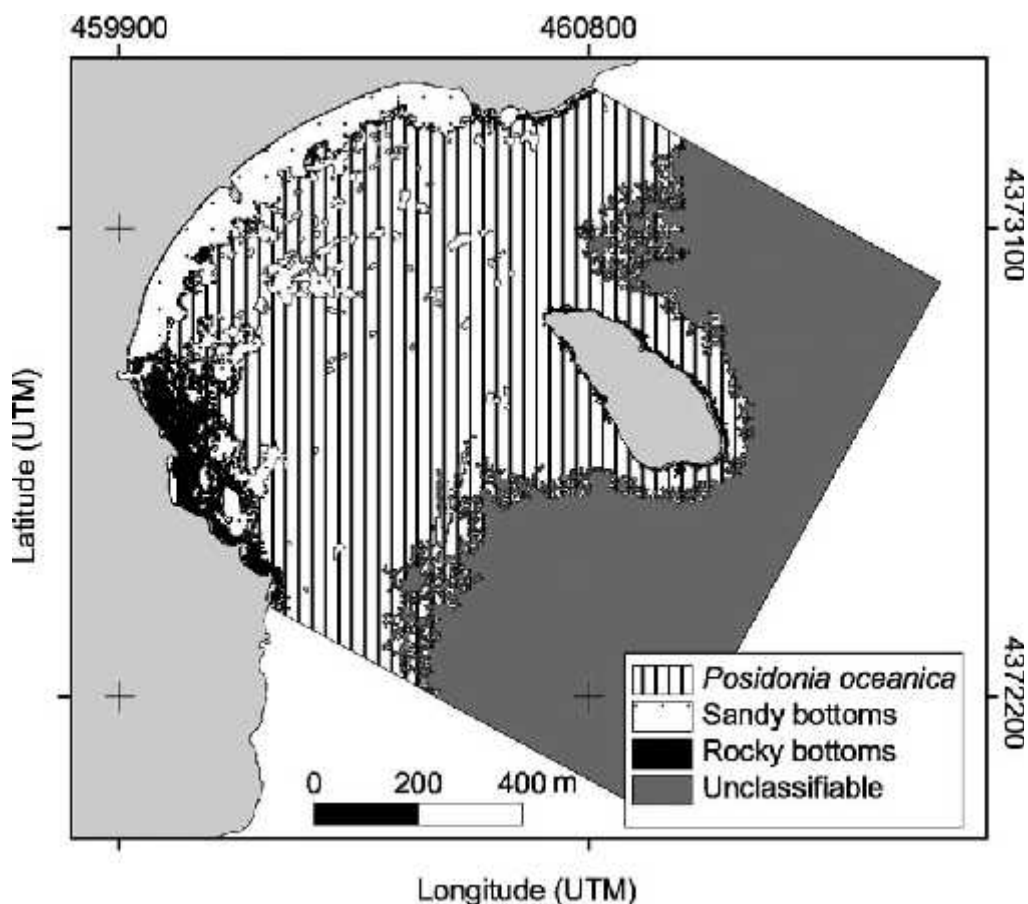 459900 460800
4373100
Latitude (UTM)
4372200
Posidonia oceanica
Sandy bottoms
Rocky bottoms
Unclassifiable
0 200 400 m
Longitude (UTM)